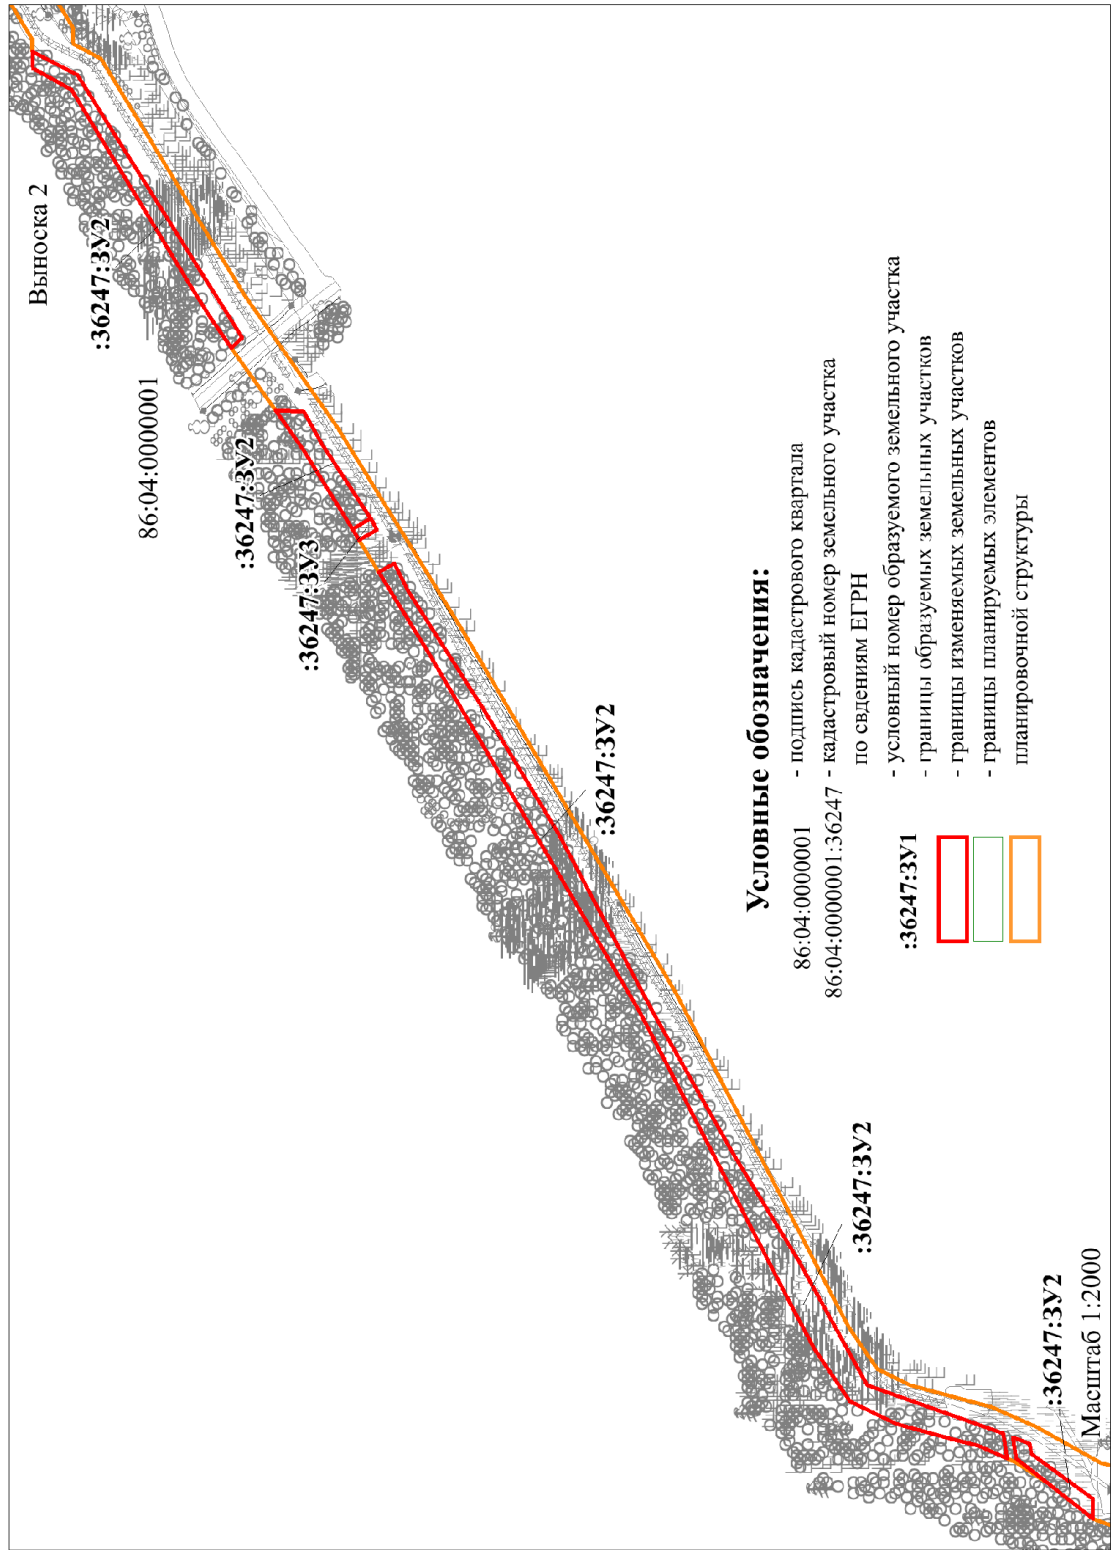 Выноска 2
:36247:ЗУ2
86:04:0000001
:36247:ЗУ2
:36247:ЗУ3
:36247:ЗУ2
:36247:ЗУ2
:36247:ЗУ2
Масштаб 1:2000
Условные обозначения:
86:04:0000001 - подпись кадастрового квартала
86:04:0000001:36247 - кадастровый номер земельного участка
по сведениям ЕГРН
:36247:ЗУ1 - условный номер образуемого земельного участка
- границы образуемых земельных участков
- границы изменяемых земельных участков
- границы планируемых элементов
планировочной структуры